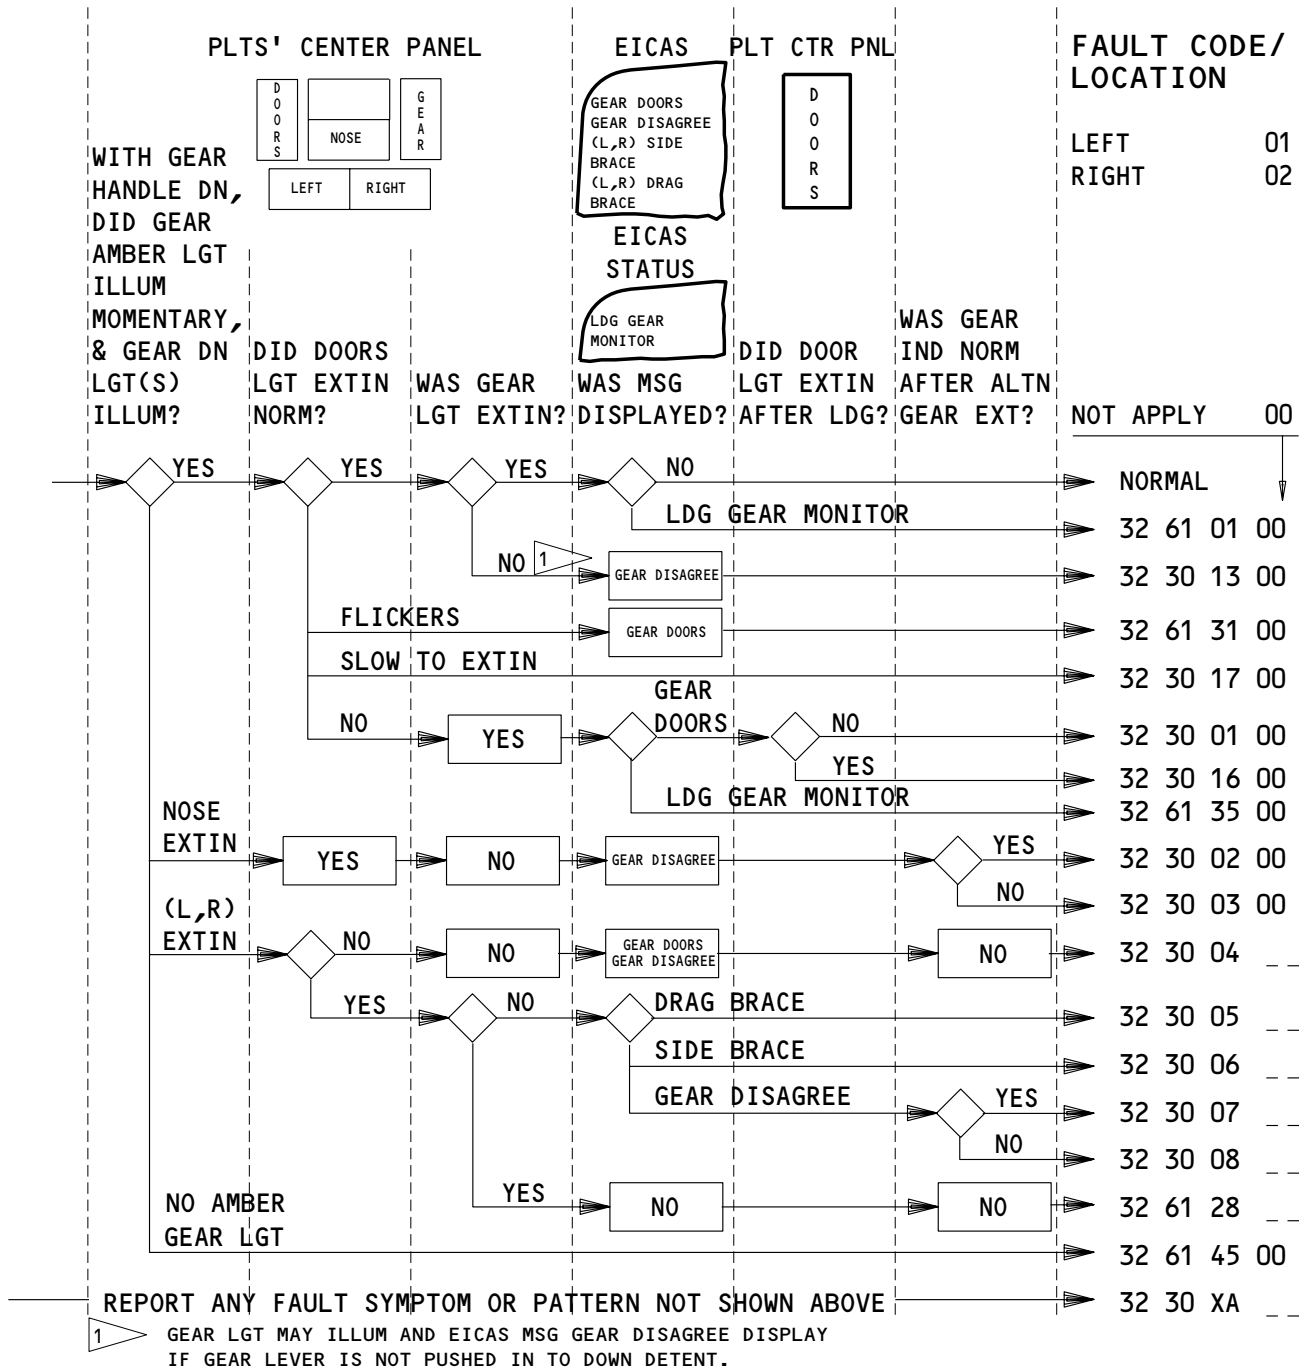 PLTS' CENTER PANEL
EICAS
PLT CTR PNL
FAULT CODE/
LOCATION
DOORS
NOSE
GEAR
LEFT
RIGHT
GEAR DOORS
GEAR DISAGREE
(L,R) SIDE
BRACE
(L,R) DRAG
BRACE
DOORS
LEFT 01
RIGHT 02
EICAS
STATUS
LDG GEAR
MONITOR
WITH GEAR
HANDLE DN,
DID GEAR
AMBER LGT
ILLUM
MOMENTARY,
& GEAR DN
LGT(S)
ILLUM?
DID DOORS
LGT EXTIN
NORM?
WAS GEAR
LGT EXTIN?
WAS MSG
DISPLAYED?
DID DOOR
LGT EXTIN
AFTER LDG?
WAS GEAR
IND NORM
AFTER ALTN
GEAR EXT?
NOT APPLY 00
YES YES YES NO NORMAL
LDG GEAR MONITOR 32 61 01 00
NO 1 GEAR DISAGREE 32 30 13 00
FLICKERS GEAR DOORS 32 61 31 00
SLOW TO EXTIN 32 30 17 00
NO YES GEAR
DOORS NO 32 30 01 00
YES 32 30 16 00
LDG GEAR MONITOR 32 61 35 00
NOSE
EXTIN YES NO GEAR DISAGREE YES 32 30 02 00
NO 32 30 03 00
(L,R)
EXTIN NO NO GEAR DOORS
GEAR DISAGREE NO 32 30 04 _ _
YES NO DRAG BRACE 32 30 05 _ _
SIDE BRACE 32 30 06 _ _
GEAR DISAGREE YES 32 30 07 _ _
NO 32 30 08 _ _
YES NO NO 32 61 28 _ _
NO AMBER
GEAR LGT 32 61 45 00
REPORT ANY FAULT SYMPTOM OR PATTERN NOT SHOWN ABOVE 32 30 XA _ _
1 GEAR LGT MAY ILLUM AND EICAS MSG GEAR DISAGREE DISPLAY
IF GEAR LEVER IS NOT PUSHED IN TO DOWN DETENT.